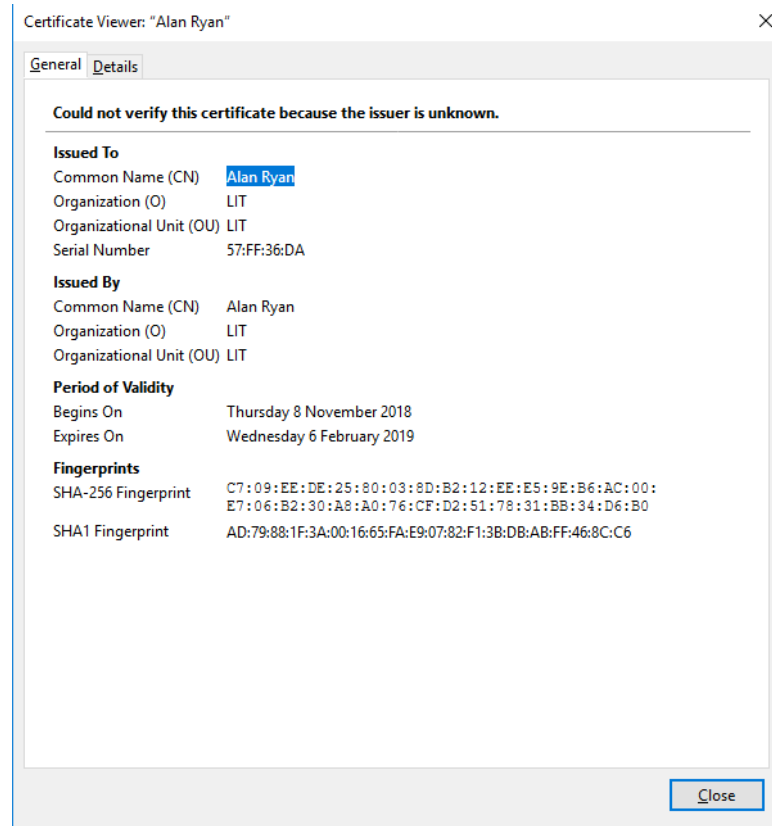 Certificate Viewer: “Alan Ryan”
General Details
Could not verify this certificate because the issuer is unknown.
Issued To
Common Name (CN) Alan Ryan
Organization (O) LIT
Organizational Unit (OU) LIT
Serial Number 57:FF:36:DA
Issued By
Common Name (CN) Alan Ryan
Organization (O) LIT
Organizational Unit (OU) LIT
Period of Validity
Begins On Thursday 8 November 2018
Expires On Wednesday 6 February 2019
Fingerprints
SHA-256 Fingerprint C7:09:EE:DE:25:80:03:8D:B2:12:EE:E5:9E:B6:AC:00:
E7:06:B2:30:A8:A0:76:CF:D2:51:78:31:BB:34:D6:B0
SHA1 Fingerprint AD:79:88:1F:3A:00:16:65:FA:E9:07:82:F1:3B:DB:AB:FF:46:8C:C6
Close